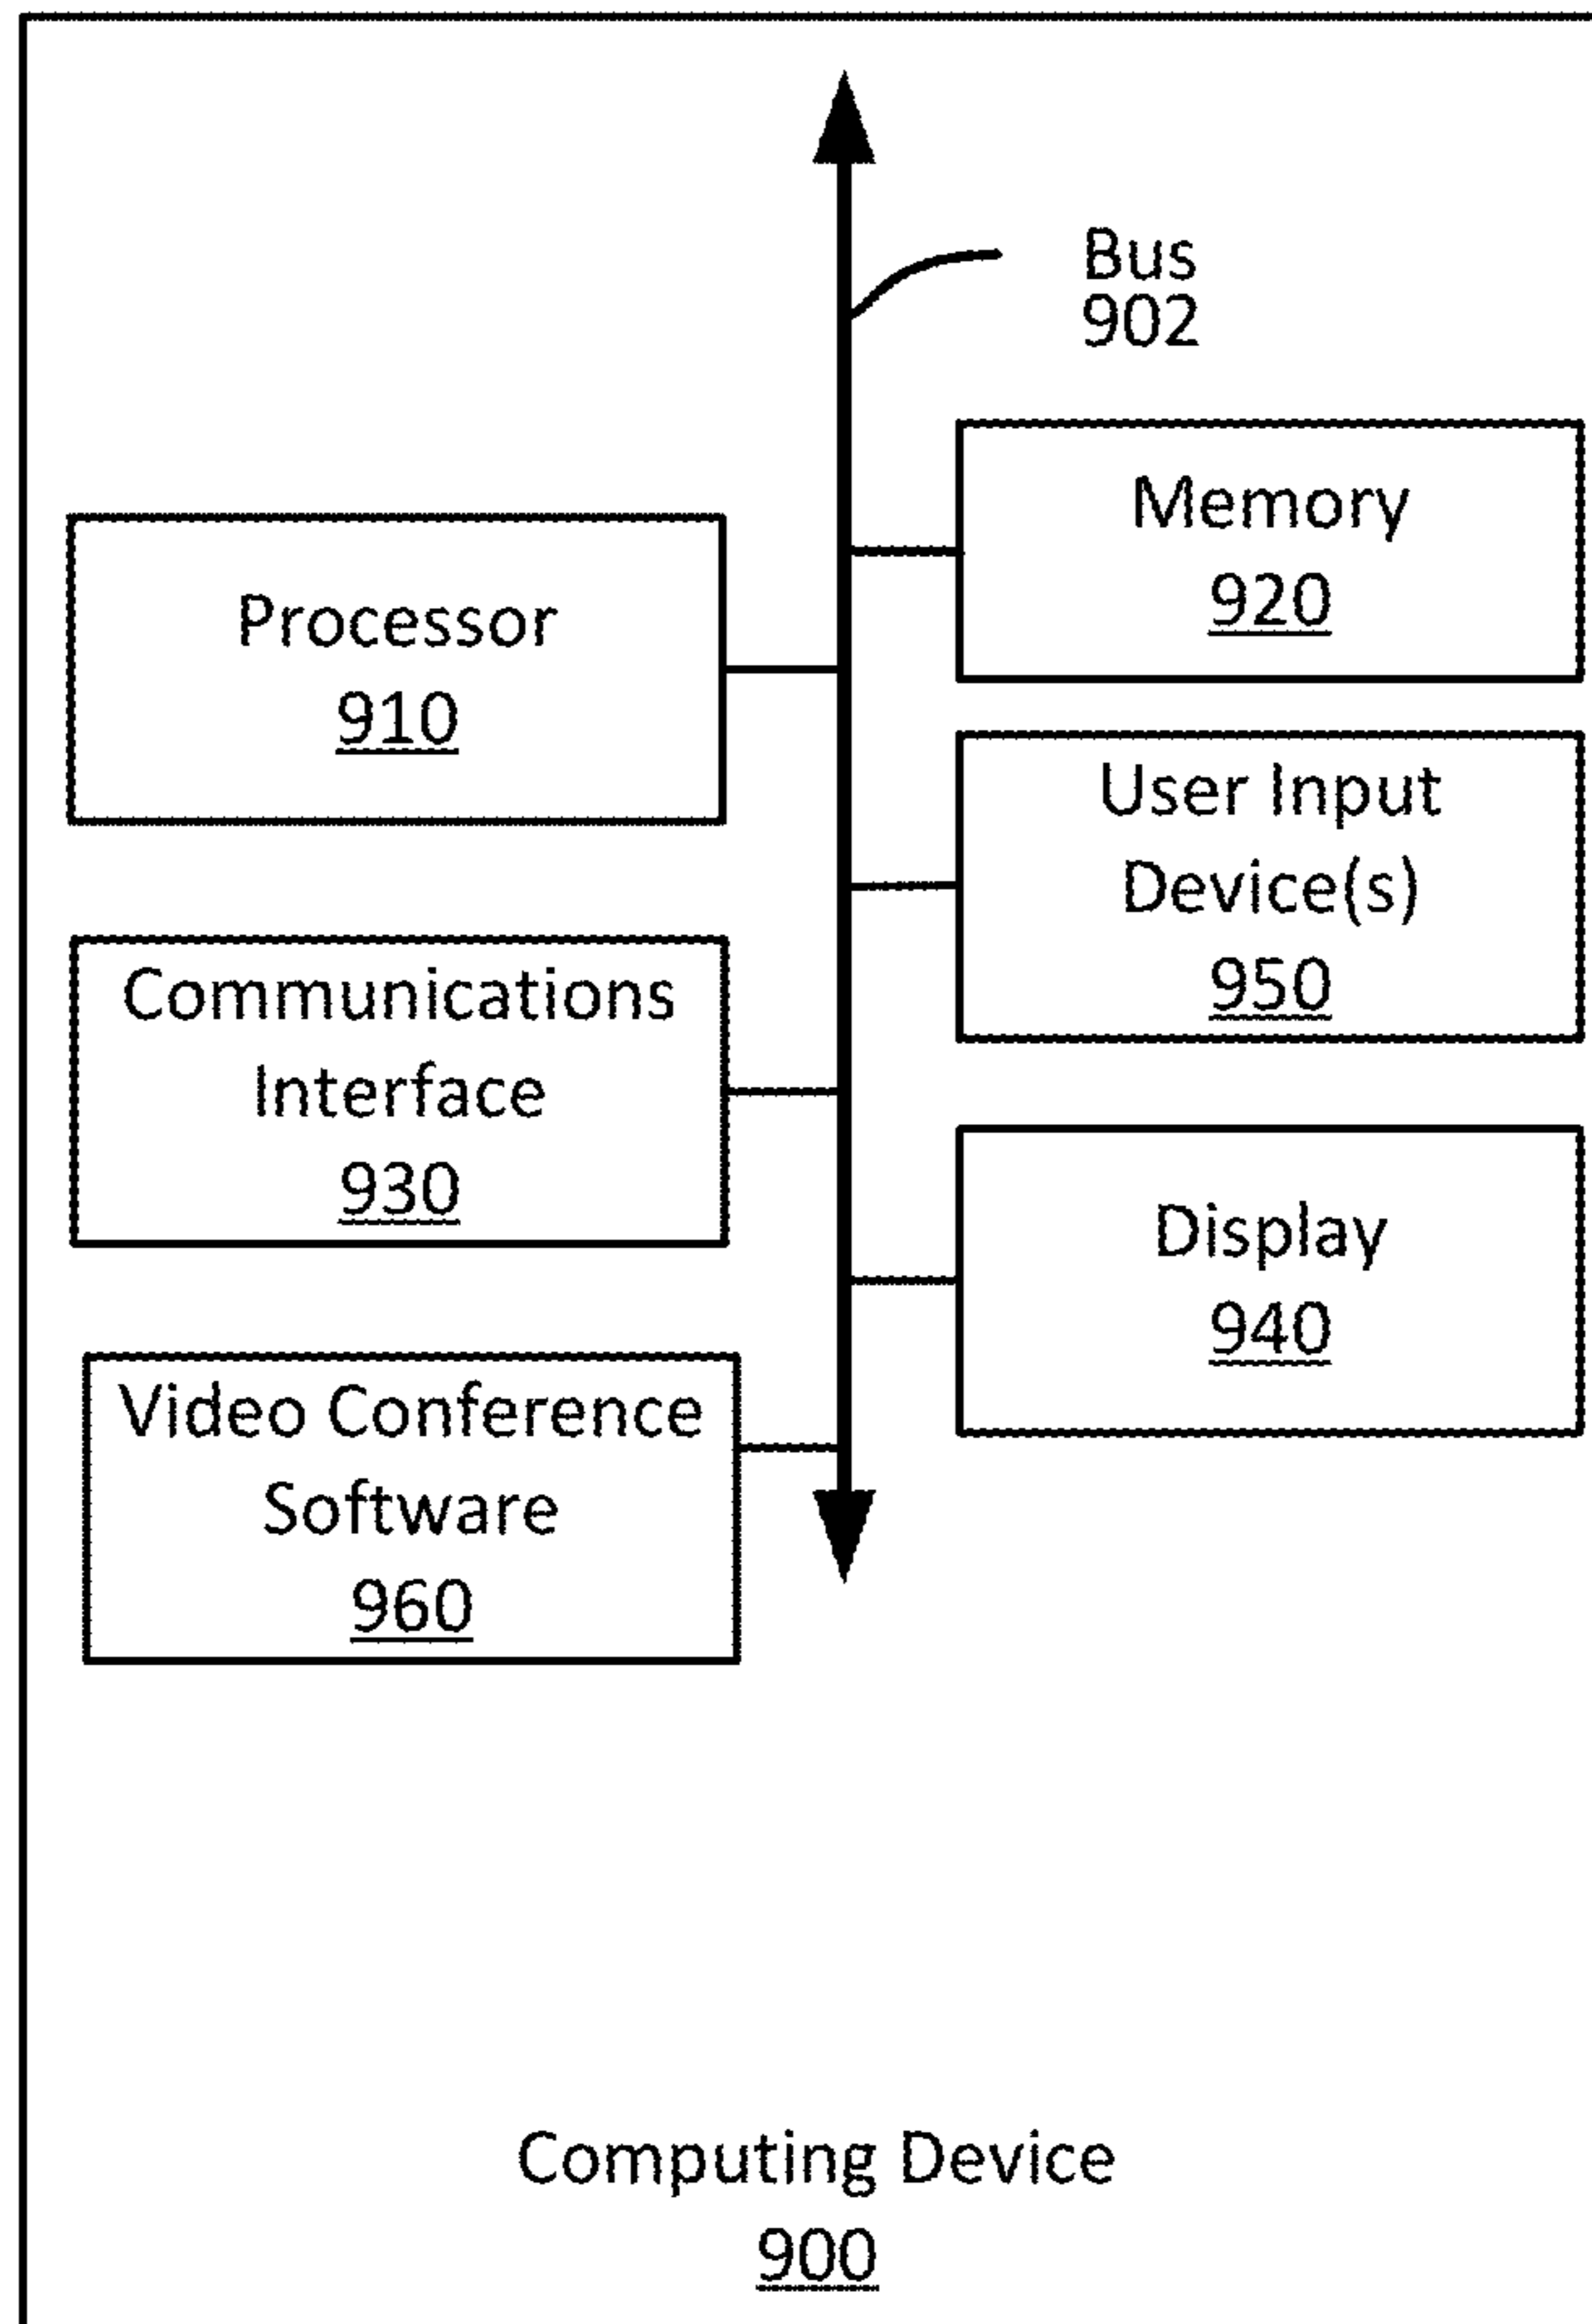 Bus
902
Memory
920
Processor
910
User Input
Device(s)
950
Communications
Interface
930
Display
940
Video Conference
Software
960
Computing Device
900